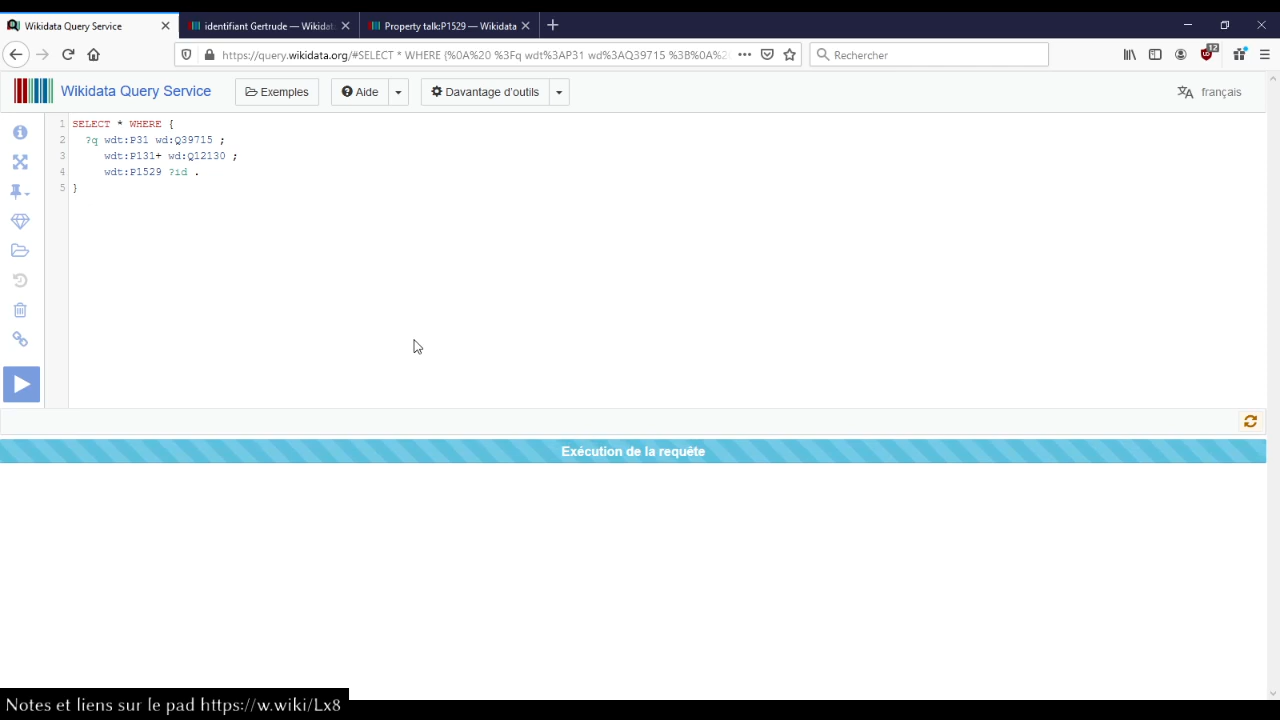 Wikidata Query Service
identifiant Gertrude — Wikidat
Property talk:P1529 — Wikidata
https://query.wikidata.org/#SELECT * WHERE {%0A%20 %3Fq wdt%3AP31 wd%3AQ39715 %3B%0A%2
Rechercher
12
Wikidata Query Service
Exemples
Aide
Davantage d'outils
français
1 SELECT * WHERE {
2 ?q wdt:P31 wd:Q39715 ;
3 wdt:P131+ wd:Q12130 ;
4 wdt:P1529 ?id .
5 }
Exécution de la requête
Notes et liens sur le pad https://w.wiki/Lx8